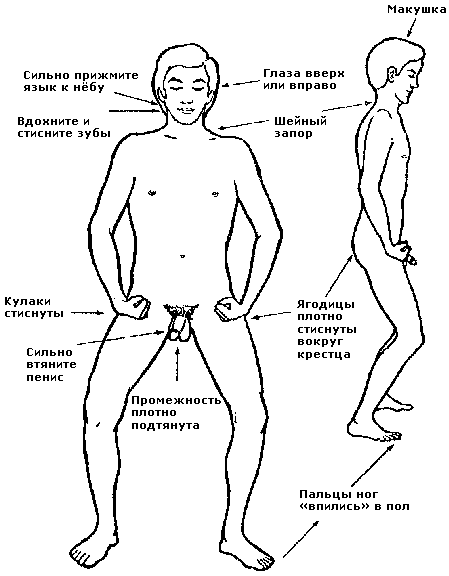 Макушка
Сильно прижмите
язык к нёбу
Глаза вверх
или вправо
Вдохните и
стисните зубы
Шейный
запор
Кулаки
стиснуты
Ягодицы
плотно
стиснуты
вокруг
крестца
Сильно
втяните
пенис
Промежность
плотно
подтянута
Пальцы ног
«впились» в пол